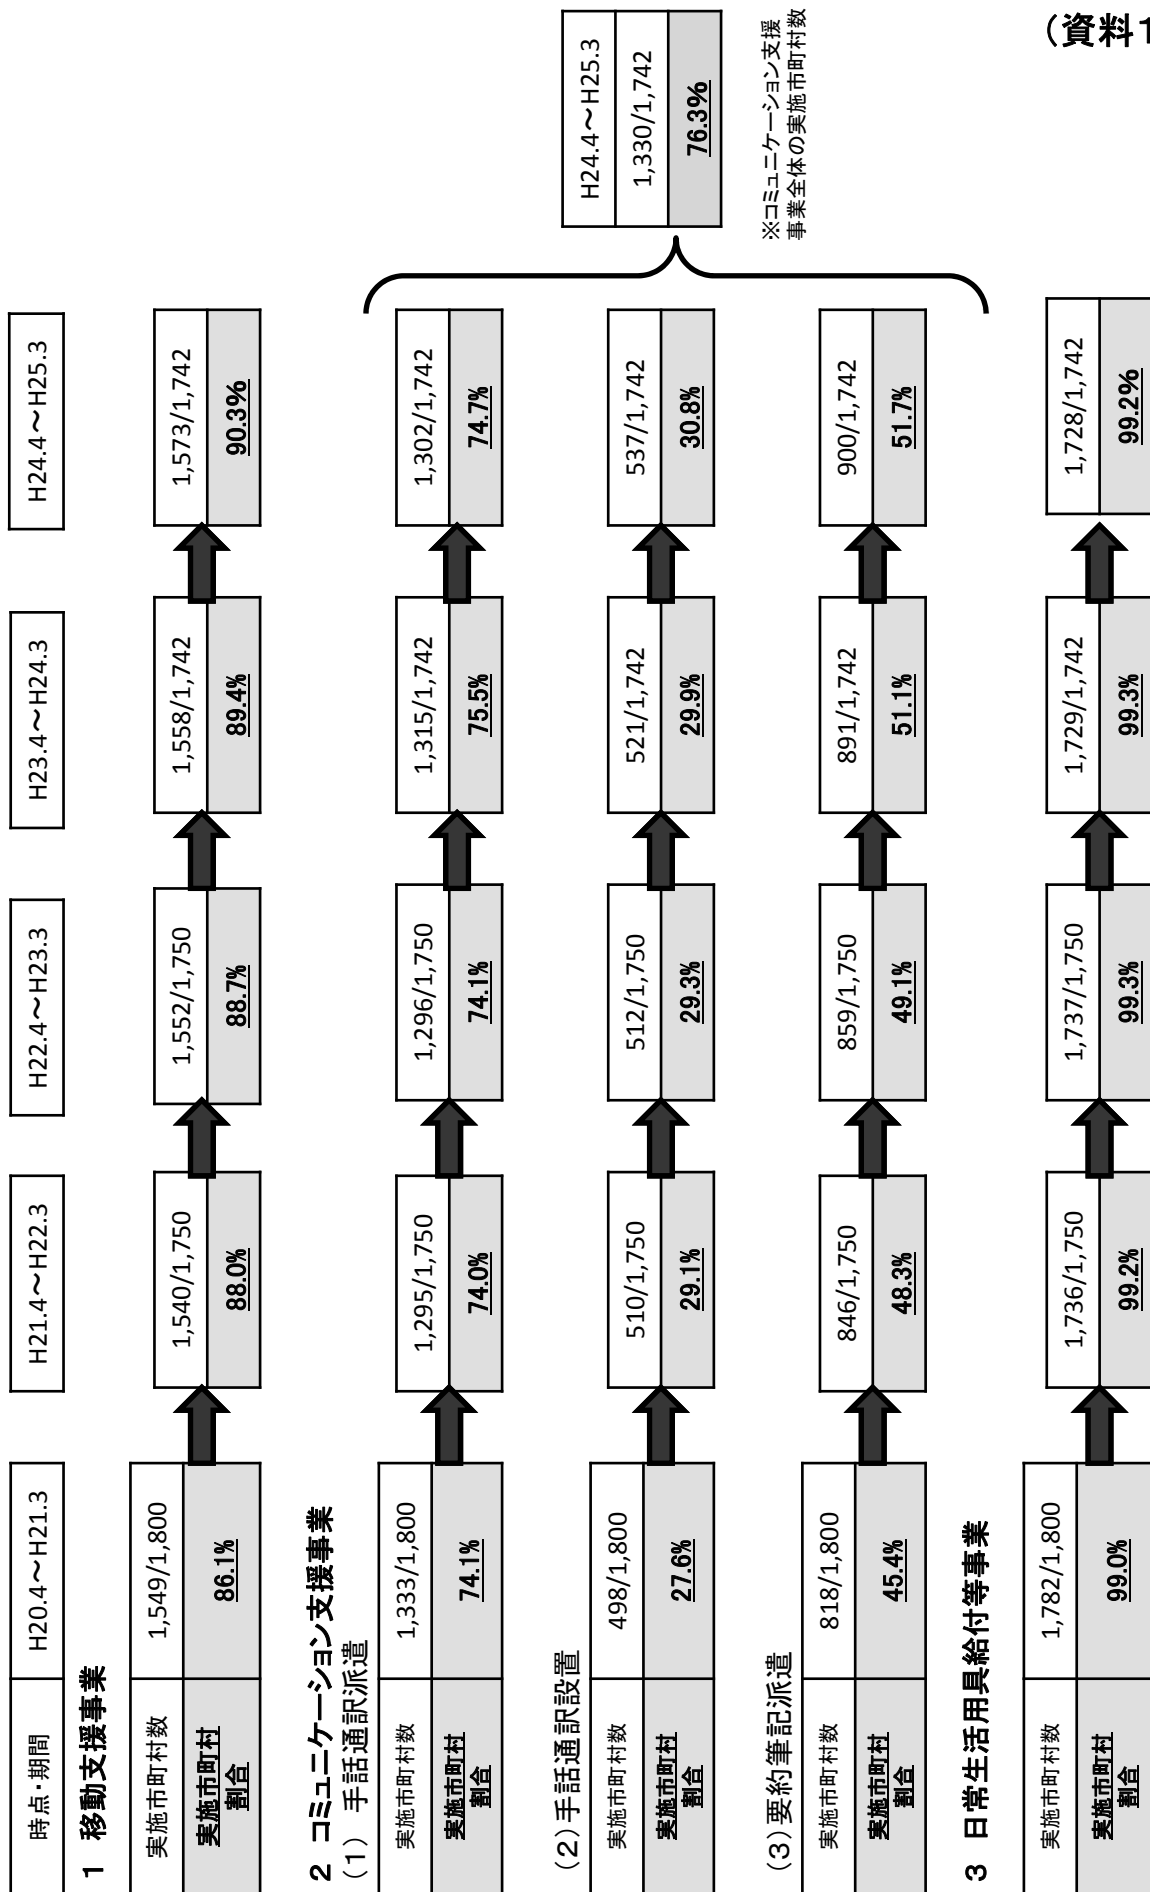 (資料1
時点・期間 H20.4～H21.3 H21.4～H22.3 H22.4～H23.3 H23.4～H24.3 H24.4～H25.3
1 移動支援事業
実施市町村数 1,549/1,800 1,540/1,750 1,552/1,750 1,558/1,742 1,573/1,742
実施市町村
割合
86.1% 88.0% 88.7% 89.4% 90.3%
2 コミュニケーション支援事業
(1) 手話通訳派遣
実施市町村数 1,333/1,800 1,295/1,750 1,296/1,750 1,315/1,742 1,302/1,742
実施市町村
割合
74.1% 74.0% 74.1% 75.5% 74.7%
(2)手話通訳設置
実施市町村数 498/1,800 510/1,750 512/1,750 521/1,742 537/1,742
実施市町村
割合
27.6% 29.1% 29.3% 29.9% 30.8%
(3)要約筆記派遣
実施市町村数 818/1,800 846/1,750 859/1,750 891/1,742 900/1,742
実施市町村
割合
45.4% 48.3% 49.1% 51.1% 51.7%
H24.4～H25.3
1,330/1,742
76.3%
※コミュニケーション支援
事業全体の実施市町村数
3 日常生活用具給付等事業
実施市町村数 1,782/1,800 1,736/1,750 1,737/1,750 1,729/1,742 1,728/1,742
実施市町村
割合
99.0% 99.2% 99.3% 99.3% 99.2%